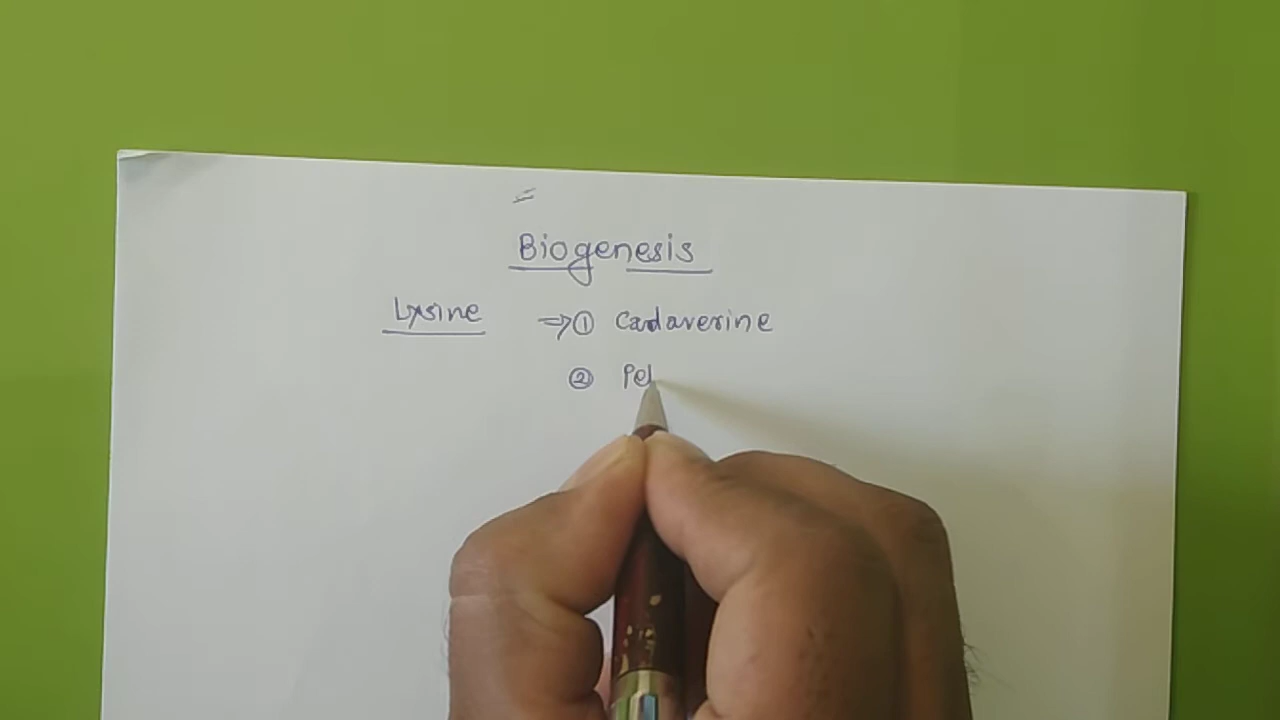 Biogenesis
Lysine ⇒ ① Cadaverine
② Pel